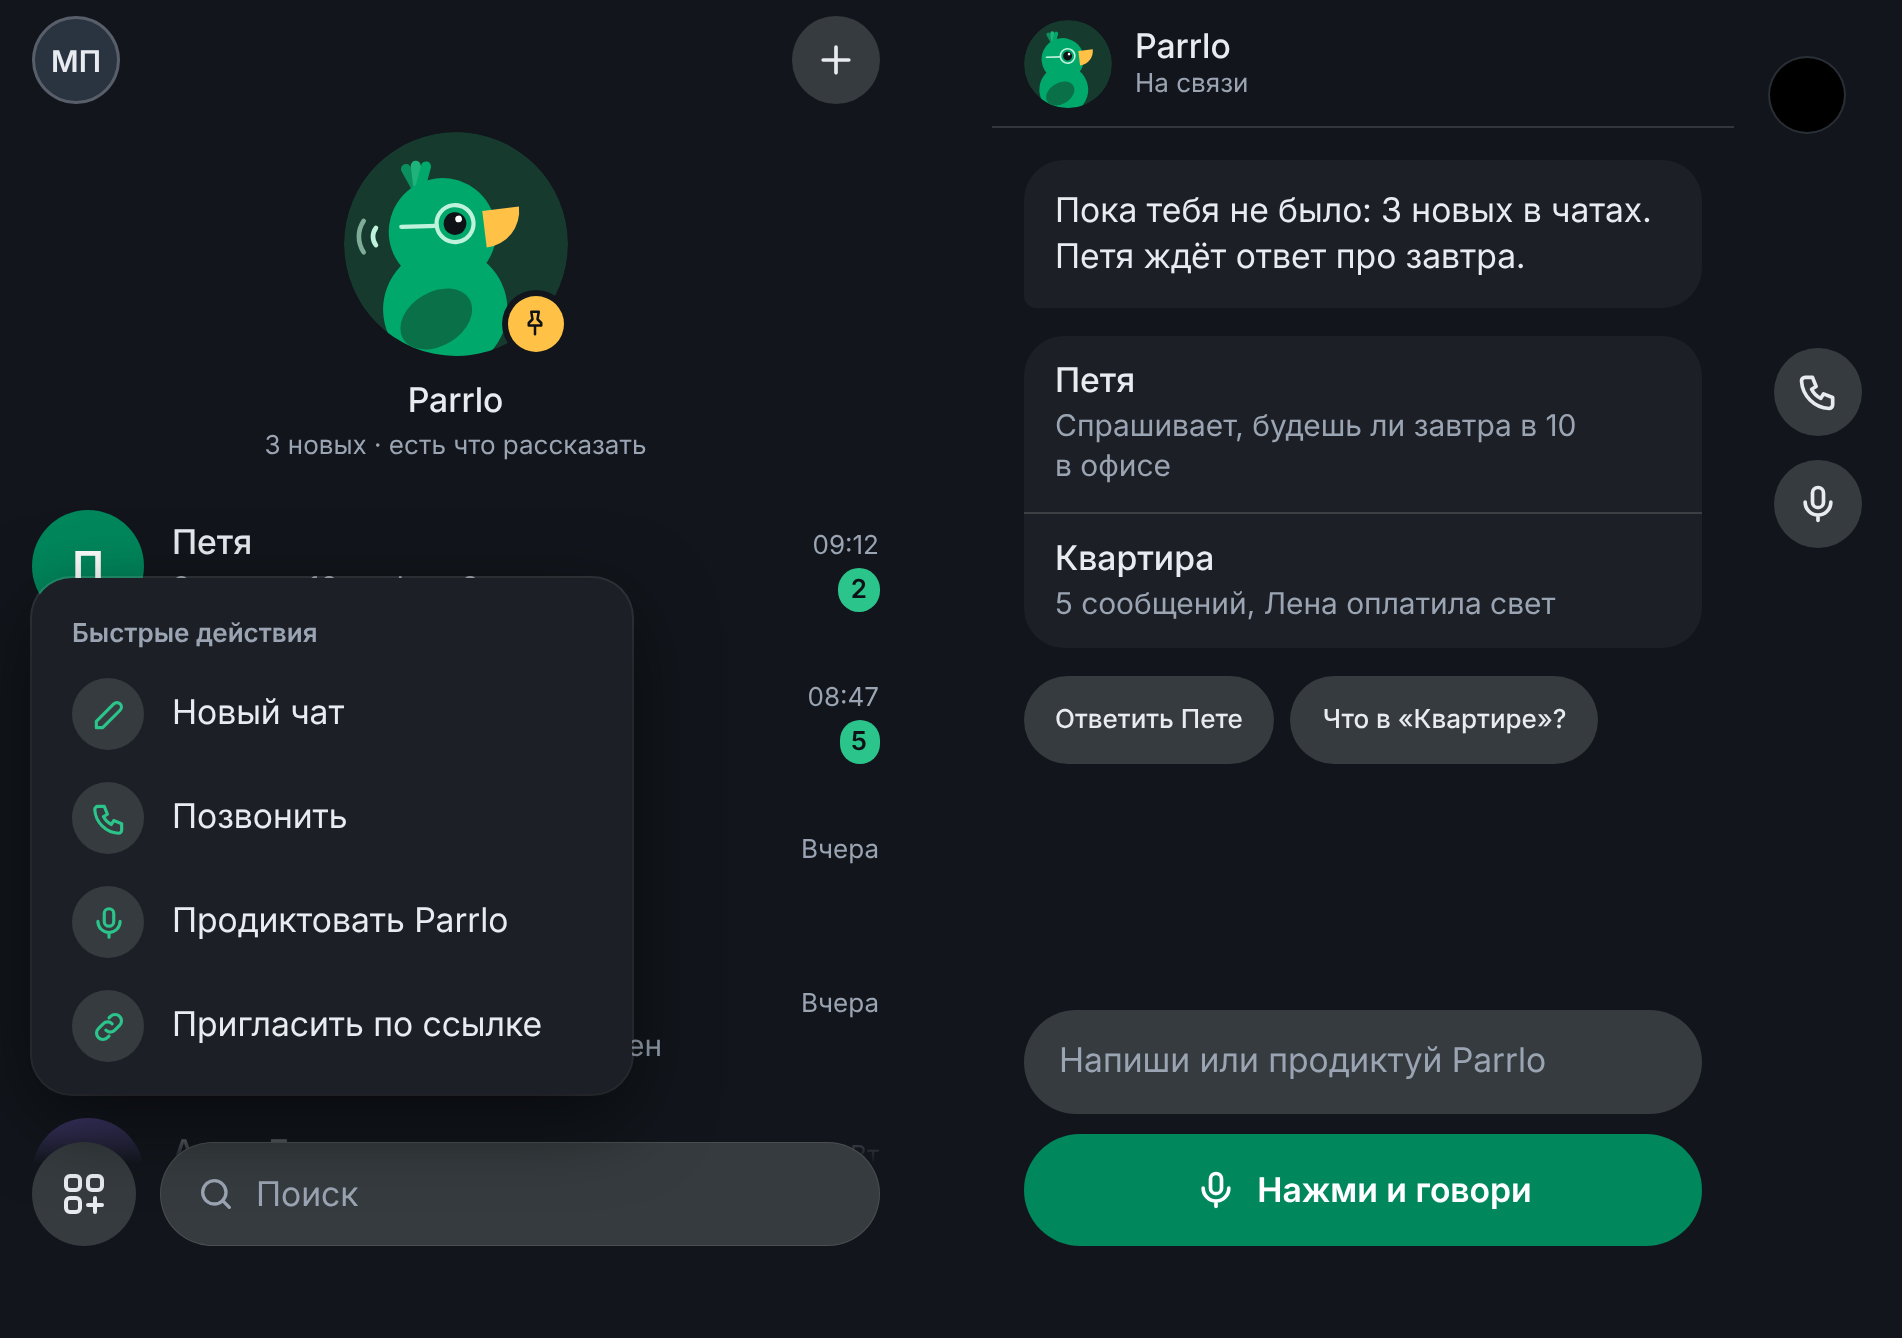 МП
Parrlo
3 новых · есть что рассказать
Петя
09:12
2
08:47
5
Вчера
Вчера
Быстрые действия
Новый чат
Позвонить
Продиктовать Parrlo
Пригласить по ссылке
Поиск
Parrlo
На связи
Пока тебя не было: 3 новых в чатах.
Петя ждёт ответ про завтра.
Петя
Спрашивает, будешь ли завтра в 10
в офисе
Квартира
5 сообщений, Лена оплатила свет
Ответить Пете
Что в «Квартире»?
Напиши или продиктуй Parrlo
Нажми и говори